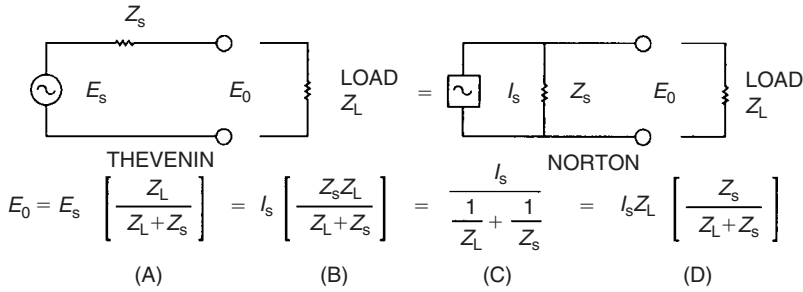 Z_s
E_s E_0 LOAD Z_L = I_s Z_s E_0 LOAD Z_L
THEVENIN NORTON
E_0 = E_s [Z_L / (Z_L + Z_s)] = I_s [Z_s Z_L / (Z_L + Z_s)] = I_s / (1/Z_L + 1/Z_s) = I_s Z_L [Z_s / (Z_L + Z_s)]
(A) (B) (C) (D)